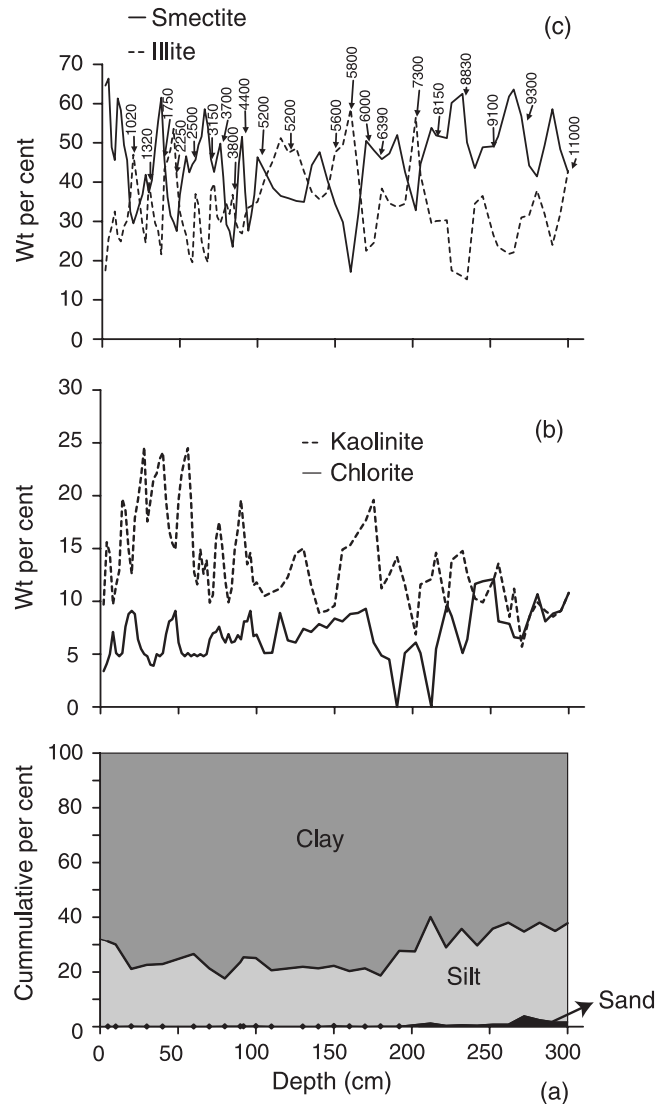 (c)
Smectite
Illite
70
60
50
40
30
20
10
0
Wt per cent
1020
1320
1750
2250
2500
3150
3700
3800
4400
5200
5200
5600
5800
6000
6390
7300
8150
8830
9100
9300
11000
(b)
30
25
20
15
10
5
0
Wt per cent
Kaolinite
Chlorite
100
80
60
40
20
0
Cummulative per cent
Clay
Silt
Sand
0 50 100 150 200 250 300
Depth (cm)
(a)